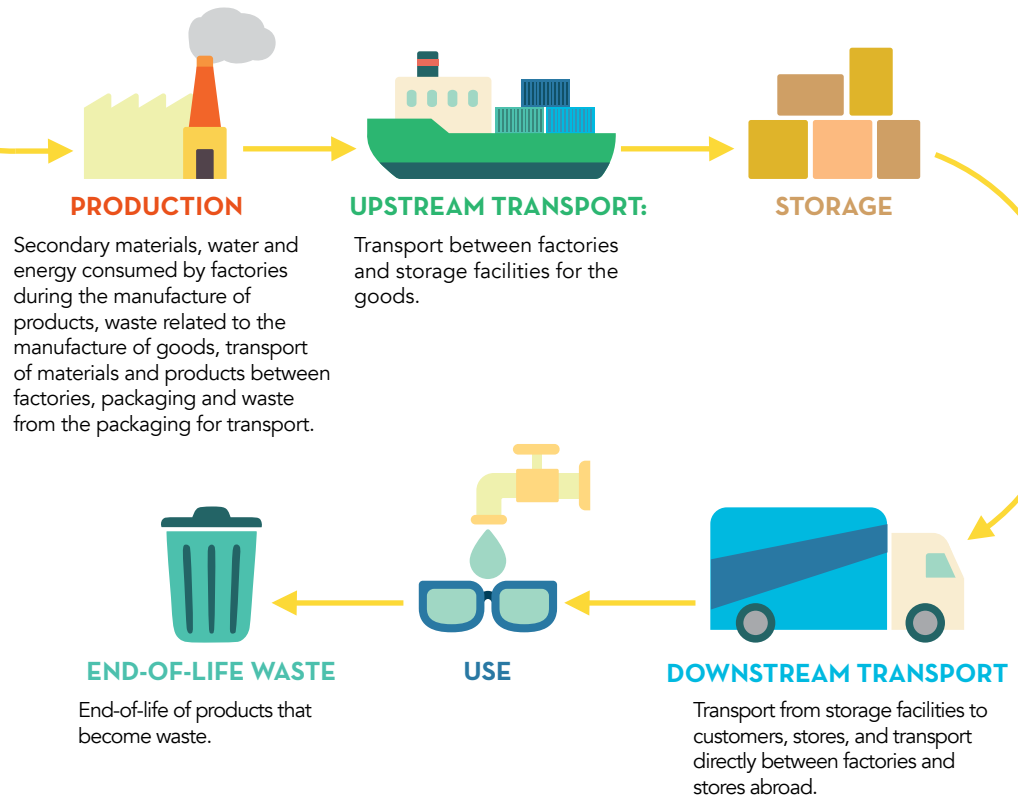 PRODUCTION
Secondary materials, water and
energy consumed by factories
during the manufacture of
products, waste related to the
manufacture of goods, transport
of materials and products between
factories, packaging and waste
from the packaging for transport.
UPSTREAM TRANSPORT:
Transport between factories
and storage facilities for the
goods.
STORAGE
DOWNSTREAM TRANSPORT
Transport from storage facilities to
customers, stores, and transport
directly between factories and
stores abroad.
USE
END-OF-LIFE WASTE
End-of-life of products that
become waste.